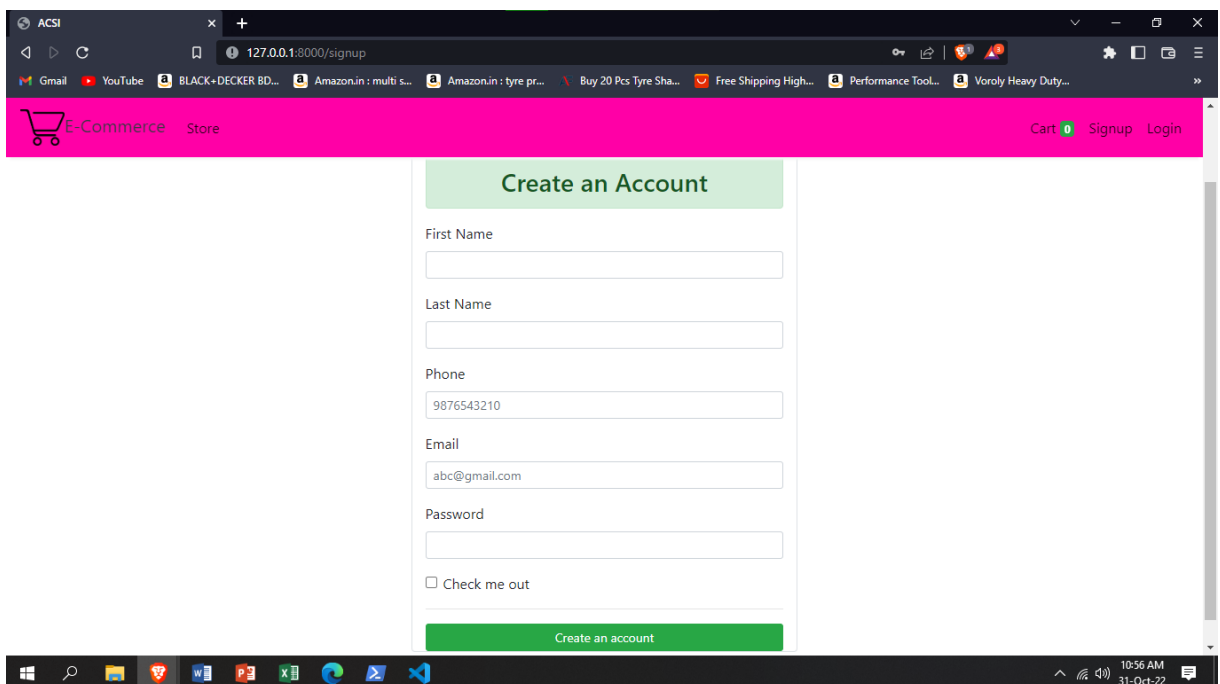 ACSI
127.0.0.1:8000/signup
Gmail YouTube BLACK+DECKER BD... Amazon.in : multi s... Amazon.in : tyre pr... Buy 20 Pcs Tyre Sha... Free Shipping High... Performance Tool... Voroly Heavy Duty...
E-Commerce Store Cart 0 Signup Login
Create an Account
First Name
Last Name
Phone
9876543210
Email
abc@gmail.com
Password
Check me out
Create an account
10:56 AM
31-Oct-22